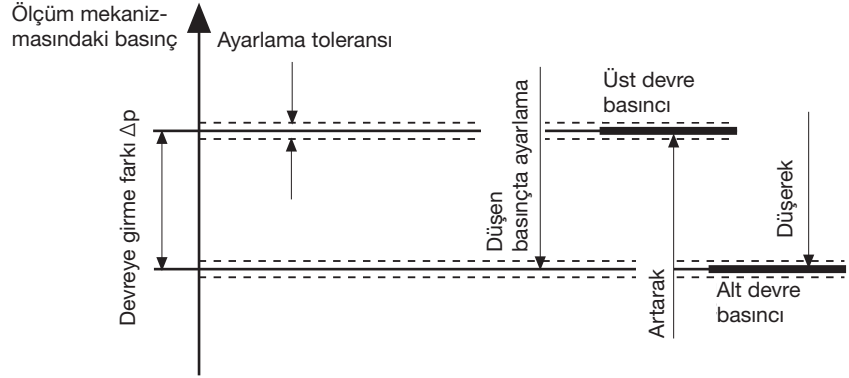 Ölçüm mekaniz-
masındaki basınç
Ayarlama toleransı
Devreye girme farkı Δp
Düşen
basınçta ayarlama
Üst devre
basıncı
Artarak
Düşerek
Alt devre
basıncı